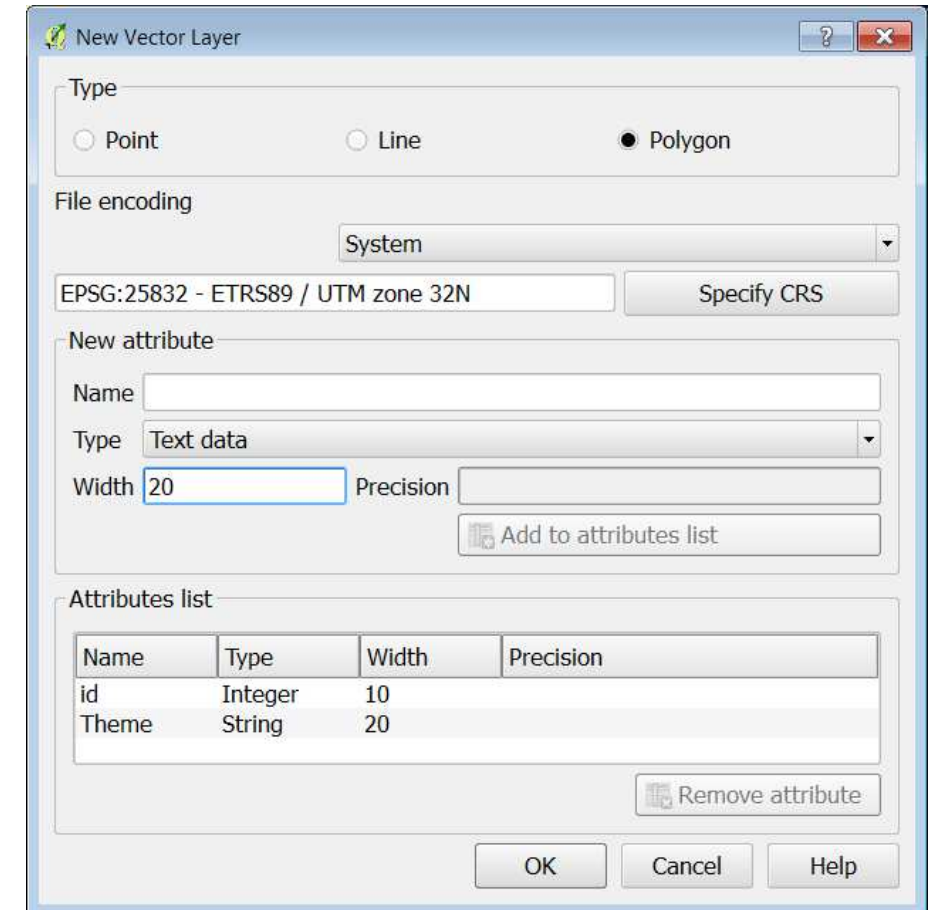 New Vector Layer
Type
Point Line Polygon
File encoding
System
EPSG:25832 - ETRS89 / UTM zone 32N Specify CRS
New attribute
Name
Type Text data
Width 20 Precision
Add to attributes list
Attributes list
Name Type Width Precision
id Integer 10
Theme String 20
Remove attribute
OK Cancel Help